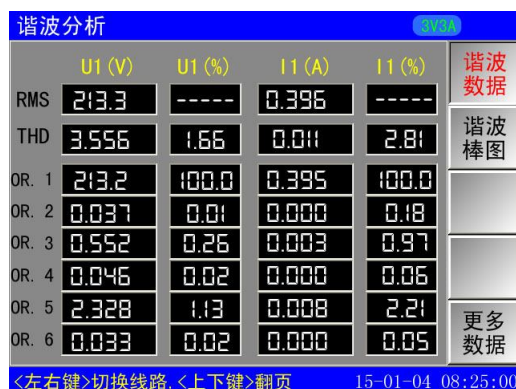 谐波分析 3V3A
U1(V) U1(%) I1(A) I1(%)
RMS 213.3 ----- 0.396 -----
THD 3.556 1.66 0.011 2.81
OR. 1 213.2 100.0 0.395 100.0
OR. 2 0.037 0.01 0.000 0.18
OR. 3 0.552 0.26 0.003 0.97
OR. 4 0.046 0.02 0.000 0.06
OR. 5 2.328 1.13 0.008 2.21
OR. 6 0.033 0.02 0.000 0.05
谐波
数据
谐波
棒图
更多
数据
<左右键>切换线路.<上下键>翻页 15-01-04 08:25:00